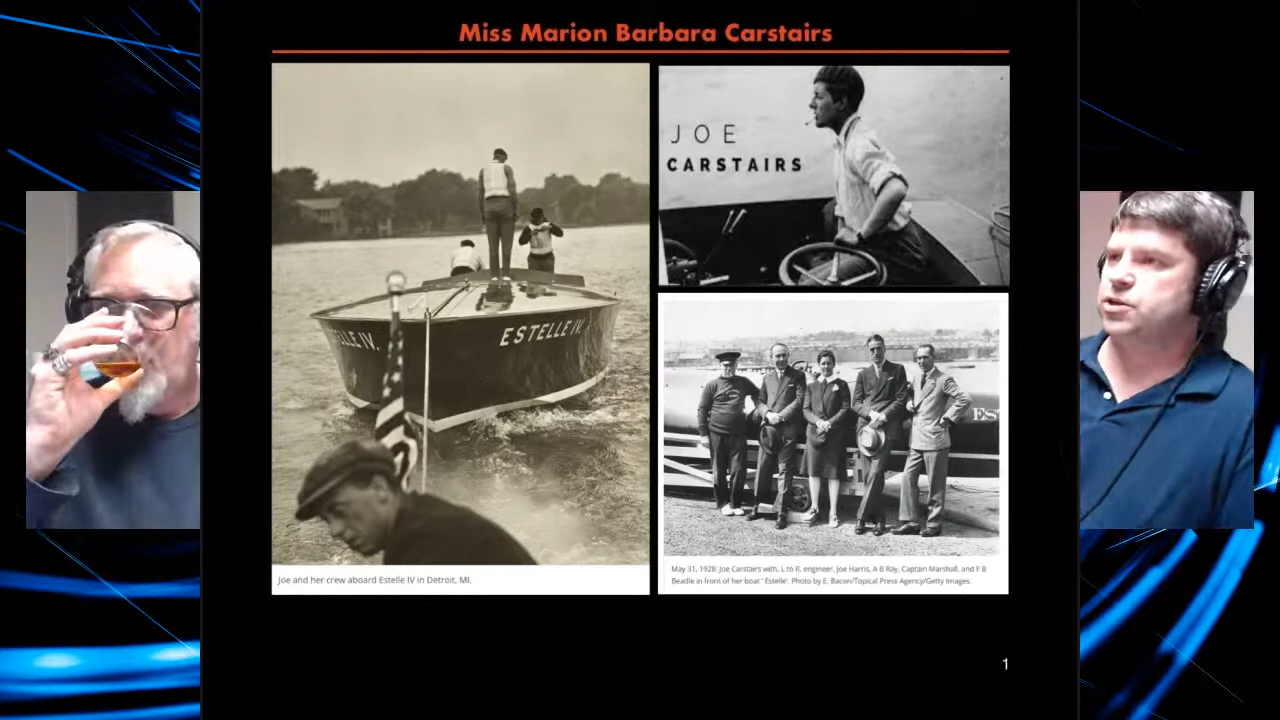 Miss Marion Barbara Carstairs
ELLE IV.
ESTELLE IV.
Joe and her crew aboard Estelle IV in Detroit, MI.
JOE
CARSTAIRS
EST
May 31, 1928: Joe Carstairs with, L to R, engineer, Joe Harris, A B Roy, Captain Marshall, and F B
Beadle in front of her boat ' Estelle'. Photo by E. Bacon/Topical Press Agency/Getty Images.
1